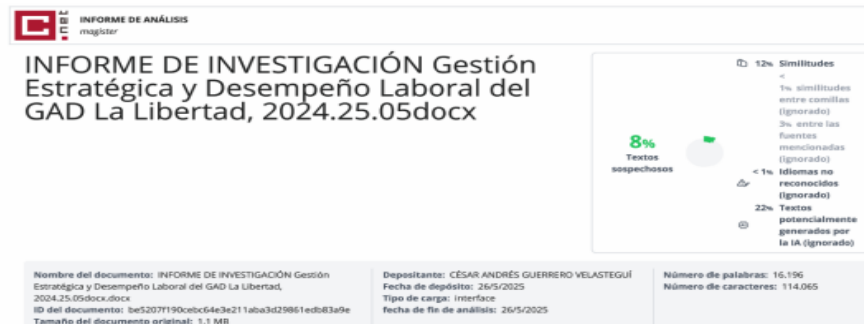 C.net
INFORME DE ANÁLISIS
magister
INFORME DE INVESTIGACIÓN Gestión
Estratégica y Desempeño Laboral del
GAD La Libertad, 2024.25.05docx
8%
Textos
sospechosos
12% Similitudes
<
1% similitudes
entre comillas
(ignorado)
3% entre las
fuentes
mencionadas
(ignorado)
< 1% Idiomas no
reconocidos
(ignorado)
22% Textos
potencialmente
generados por
la IA (ignorado)
Nombre del documento: INFORME DE INVESTIGACIÓN Gestión
Estratégica y Desempeño Laboral del GAD La Libertad,
2024.25.05docx.docx
ID del documento: be5207f190cebc64e3e211aba3d29861edb83a9e
Tamaño del documento original: 1,1 MB
Depositante: CÉSAR ANDRÉS GUERRERO VELASTEGUÍ
Fecha de depósito: 26/5/2025
Tipo de carga: interface
fecha de fin de análisis: 26/5/2025
Número de palabras: 16.196
Número de caracteres: 114.065